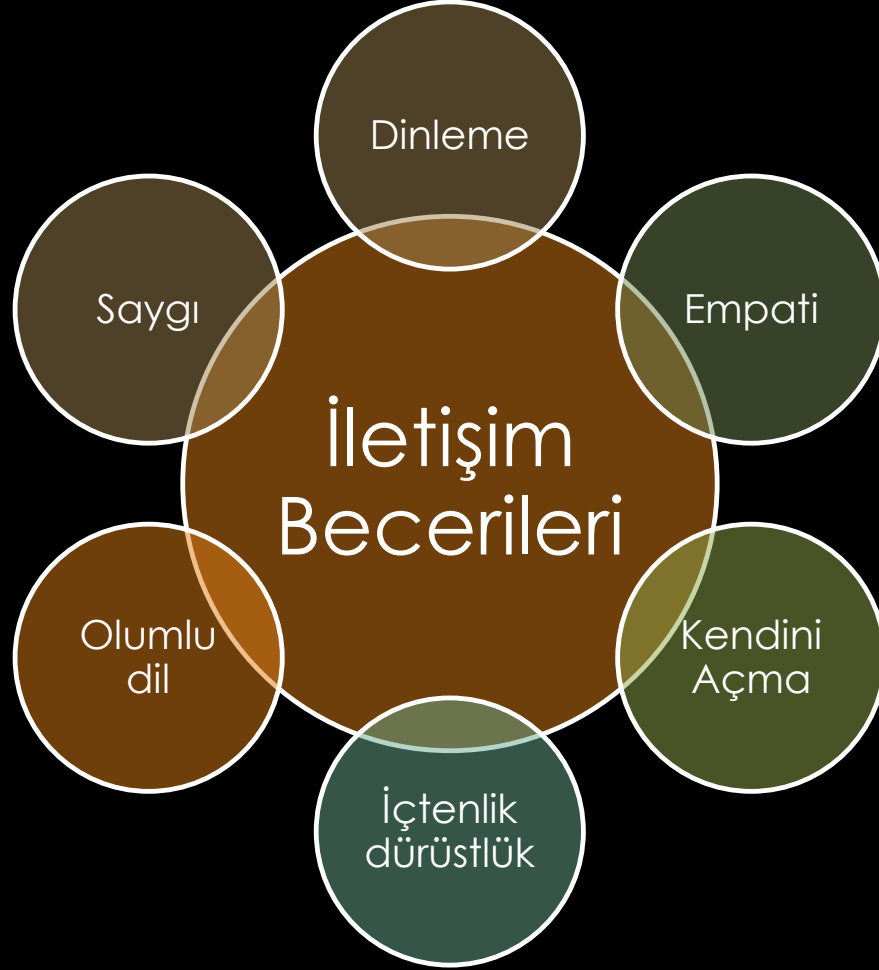 Dinleme
Saygı
Empati
İletişim
Becerileri
Olumlu
dil
Kendini
Açma
İçtenlik
dürüstlük